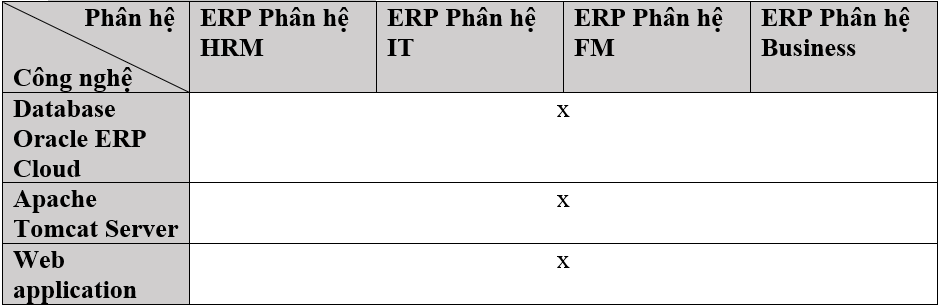 Phân hệ
Công nghệ
ERP Phân hệ
HRM
ERP Phân hệ
IT
ERP Phân hệ
FM
ERP Phân hệ
Business
Database
Oracle ERP
Cloud
x
Apache
Tomcat Server
x
Web
application
x